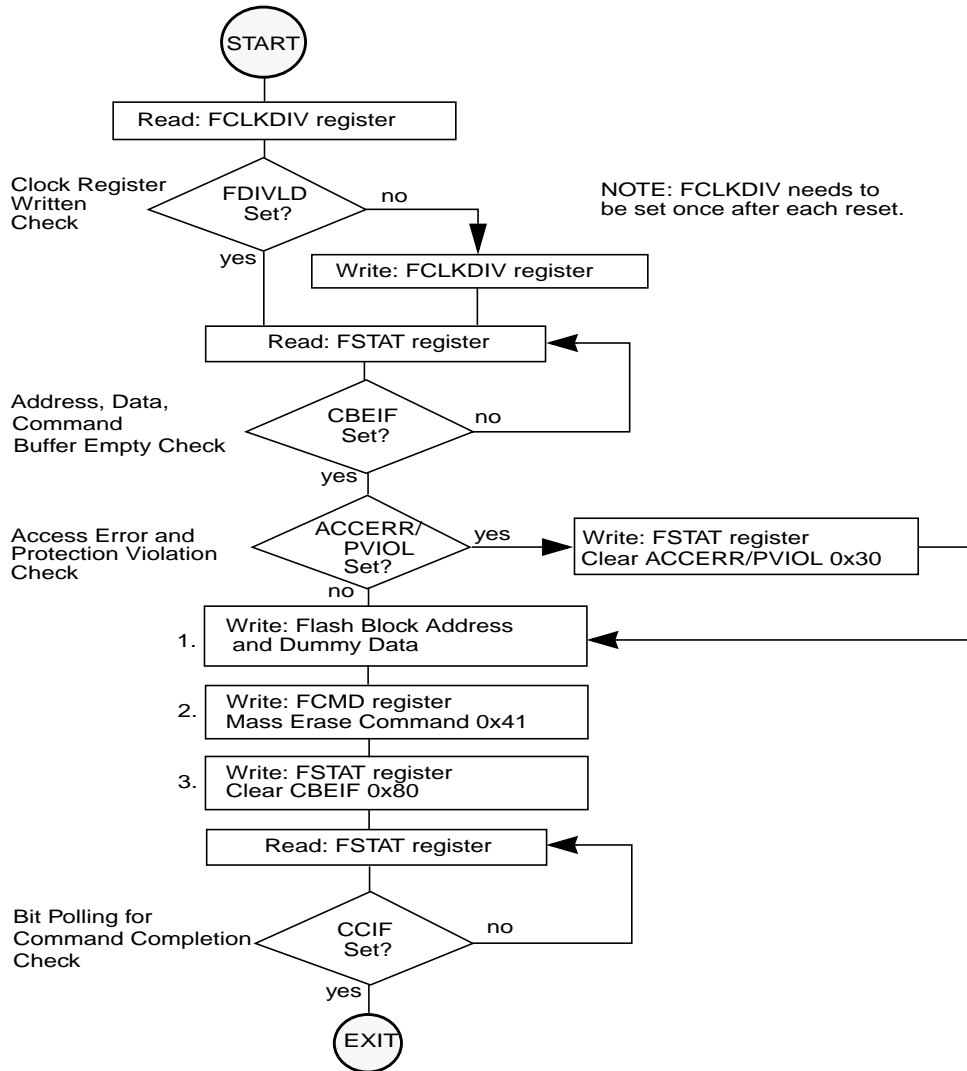 START
Read: FCLKDIV register
Clock Register
Written
Check
FDIVLD
Set?
no
yes
NOTE: FCLKDIV needs to
be set once after each reset.
Write: FCLKDIV register
Read: FSTAT register
Address, Data,
Command
Buffer Empty Check
CBEIF
Set?
no
yes
Access Error and
Protection Violation
Check
ACCERR/
PVIOL
Set?
yes
no
Write: FSTAT register
Clear ACCERR/PVIOL 0x30
1.
Write: Flash Block Address
and Dummy Data
2.
Write: FCMD register
Mass Erase Command 0x41
3.
Write: FSTAT register
Clear CBEIF 0x80
Read: FSTAT register
Bit Polling for
Command Completion
Check
CCIF
Set?
no
yes
EXIT